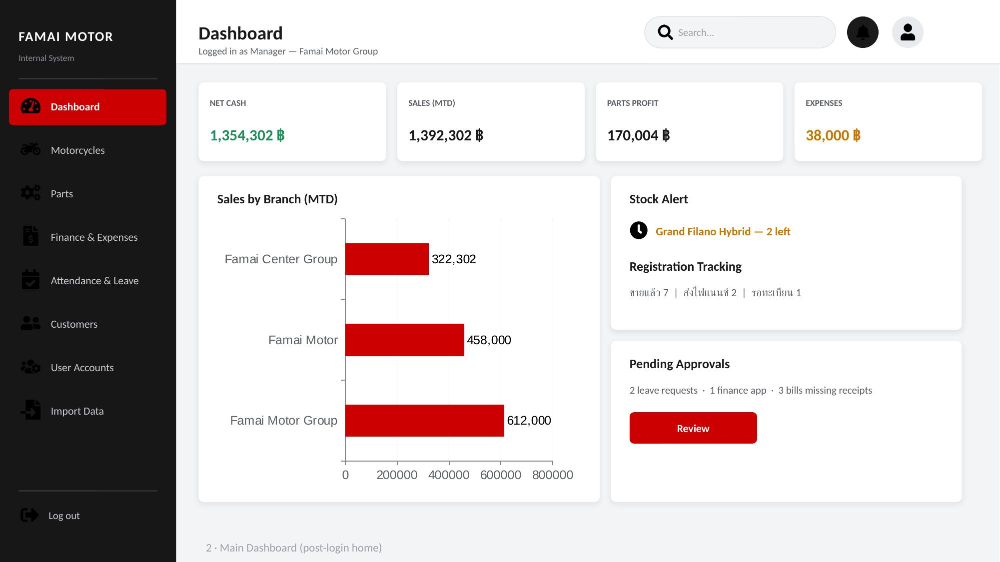 FAMAI MOTOR
Internal System
Dashboard
Motorcycles
Parts
Finance & Expenses
Attendance & Leave
Customers
User Accounts
Import Data
Log out
Dashboard
Logged in as Manager — Famai Motor Group
Search...
NET CASH
1,354,302 ฿
SALES (MTD)
1,392,302 ฿
PARTS PROFIT
170,004 ฿
EXPENSES
38,000 ฿
Sales by Branch (MTD)
Famai Center Group 322,302
Famai Motor 458,000
Famai Motor Group 612,000
0 200000 400000 600000 800000
Stock Alert
Grand Filano Hybrid — 2 left
Registration Tracking
ขายแล้ว 7 | ส่งไฟแนนซ์ 2 | รอทะเบียน 1
Pending Approvals
2 leave requests · 1 finance app · 3 bills missing receipts
Review
2 · Main Dashboard (post-login home)